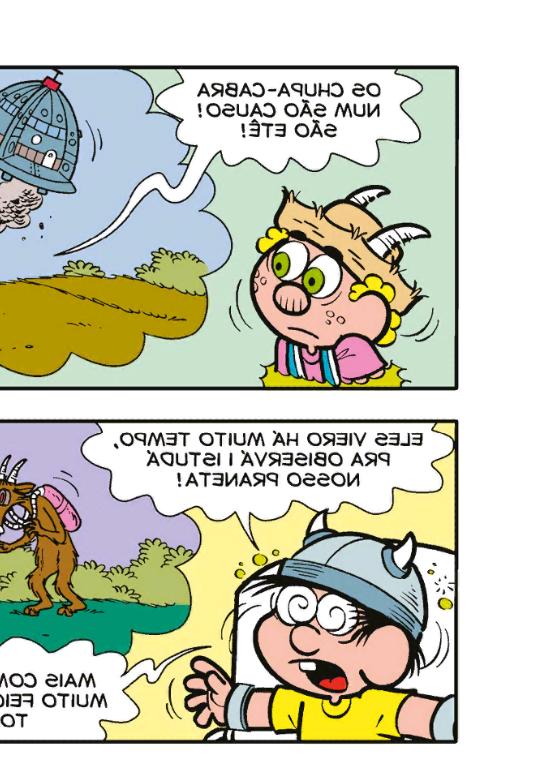 OS CHUPA-CABRA
NUM SÃO CAUSO!
SÃO ETÊ!
ELES VIERO HÁ MUITO TEMPO,
PRA OBISERVÁ I ISTUDÁ
NOSSO PRANETA!
MAIS
MUITO
TO